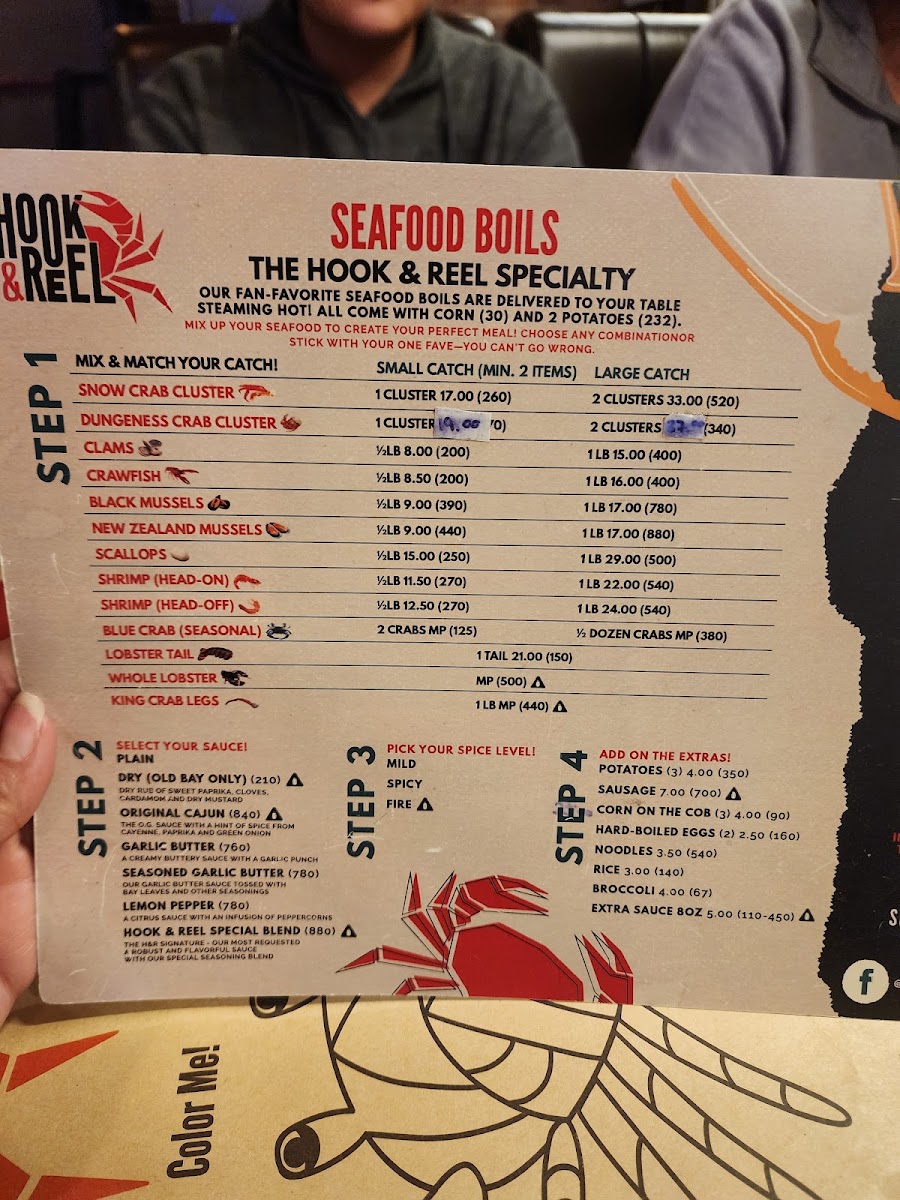 HOOK
& REEL
SEAFOOD BOILS
THE HOOK & REEL SPECIALTY
OUR FAN-FAVORITE SEAFOOD BOILS ARE DELIVERED TO YOUR TABLE
STEAMING HOT! ALL COME WITH CORN (30) AND 2 POTATOES (232).
MIX UP YOUR SEAFOOD TO CREATE YOUR PERFECT MEAL! CHOOSE ANY COMBINATIONOR
STICK WITH YOUR ONE FAVE—YOU CAN'T GO WRONG.
STEP 1
MIX & MATCH YOUR CATCH! SMALL CATCH (MIN. 2 ITEMS) LARGE CATCH
SNOW CRAB CLUSTER 1 CLUSTER 17.00 (260) 2 CLUSTERS 33.00 (520)
DUNGENESS CRAB CLUSTER 1 CLUSTER 19.00 0) 2 CLUSTERS (340)
CLAMS ½LB 8.00 (200) 1 LB 15.00 (400)
CRAWFISH ½LB 8.50 (200) 1 LB 16.00 (400)
BLACK MUSSELS ½LB 9.00 (390) 1 LB 17.00 (780)
NEW ZEALAND MUSSELS ½LB 9.00 (440) 1 LB 17.00 (880)
SCALLOPS ½LB 15.00 (250) 1 LB 29.00 (500)
SHRIMP (HEAD-ON) ½LB 11.50 (270) 1 LB 22.00 (540)
SHRIMP (HEAD-OFF) ½LB 12.50 (270) 1 LB 24.00 (540)
BLUE CRAB (SEASONAL) 2 CRABS MP (125) ½ DOZEN CRABS MP (380)
LOBSTER TAIL 1 TAIL 21.00 (150)
WHOLE LOBSTER MP (500)
KING CRAB LEGS 1 LB MP (440)
STEP 2
SELECT YOUR SAUCE!
PLAIN
DRY (OLD BAY ONLY) (210)
DRY RUB OF SWEET PAPRIKA, CLOVES,
CARDAMOM AND DRY MUSTARD
ORIGINAL CAJUN (840)
THE O.G. SAUCE WITH A HINT OF SPICE FROM
CAYENNE, PAPRIKA AND GREEN ONION
GARLIC BUTTER (760)
A CREAMY BUTTERY SAUCE WITH A GARLIC PUNCH
SEASONED GARLIC BUTTER (780)
OUR GARLIC BUTTER SAUCE TOSSED WITH
BAY LEAVES AND OTHER SEASONINGS
LEMON PEPPER (780)
A CITRUS SAUCE WITH AN INFUSION OF PEPPERCORNS
HOOK & REEL SPECIAL BLEND (880)
THE H&R SIGNATURE - OUR MOST REQUESTED
A ROBUST AND FLAVORFUL SAUCE
WITH OUR SPECIAL SEASONING BLEND
STEP 3
PICK YOUR SPICE LEVEL!
MILD
SPICY
FIRE
STEP 4
ADD ON THE EXTRAS!
POTATOES (3) 4.00 (350)
SAUSAGE 7.00 (700)
CORN ON THE COB (3) 4.00 (90)
HARD-BOILED EGGS (2) 2.50 (160)
NOODLES 3.50 (540)
RICE 3.00 (140)
BROCCOLI 4.00 (67)
EXTRA SAUCE 8OZ 5.00 (110-450)
f
Color Me!